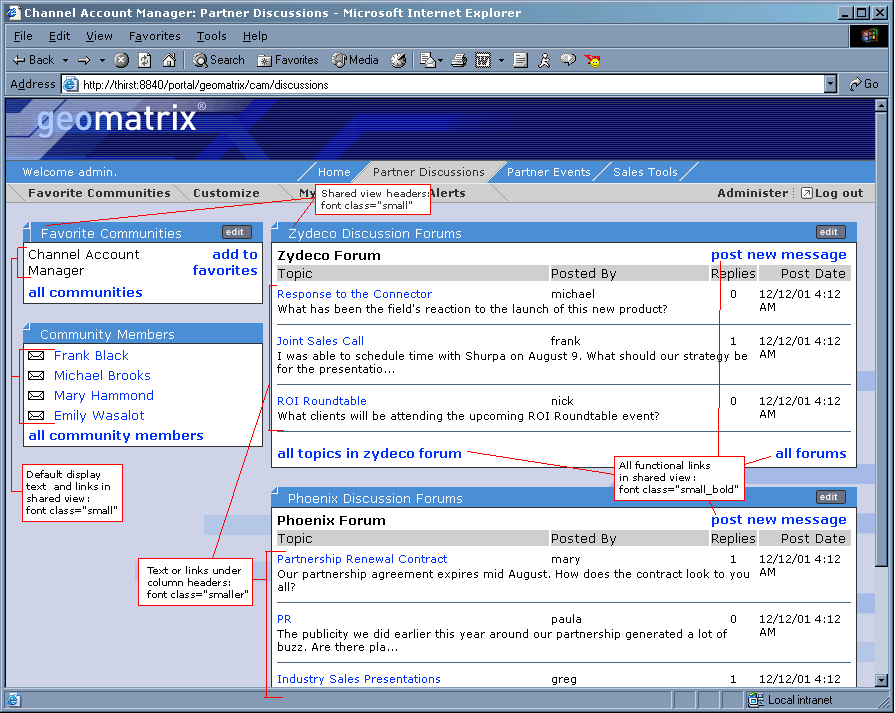 Channel Account Manager: Partner Discussions - Microsoft Internet Explorer
File Edit View Favorites Tools Help
Back Search Favorites Media
Address http://thirst:8840/portal/geomatrix/cam/discussions Go
geomatrix®
Welcome admin. Home Partner Discussions Partner Events Sales Tools
Favorite Communities Customize My Alerts Administer Log out
Shared view headers:
font class="small"
Favorite Communities edit
Channel Account
Manager
add to
favorites
all communities
Community Members
Frank Black
Michael Brooks
Mary Hammond
Emily Wasalot
all community members
Default display
text and links in
shared view:
font class="small"
Text or links under
column headers:
font class="smaller"
Zydeco Discussion Forums edit
Zydeco Forum post new message
Topic Posted By Replies Post Date
Response to the Connector michael 0 12/12/01 4:12
AM
What has been the field's reaction to the launch of this new product?
Joint Sales Call frank 1 12/12/01 4:12
AM
I was able to schedule time with Shurpa on August 9. What should our strategy be
for the presentatio...
ROI Roundtable nick 0 12/12/01 4:12
AM
What clients will be attending the upcoming ROI Roundtable event?
all topics in zydeco forum all forums
All functional links
in shared view:
font class="small_bold"
Phoenix Discussion Forums edit
Phoenix Forum post new message
Topic Posted By Replies Post Date
Partnership Renewal Contract mary 1 12/12/01 4:12
AM
Our partnership agreement expires mid August. How does the contract look to you
all?
PR paula 0 12/12/01 4:12
AM
The publicity we did earlier this year around our partnership generated a lot of
buzz. Are there pla...
Industry Sales Presentations greg 1 12/12/01 4:12
Local intranet